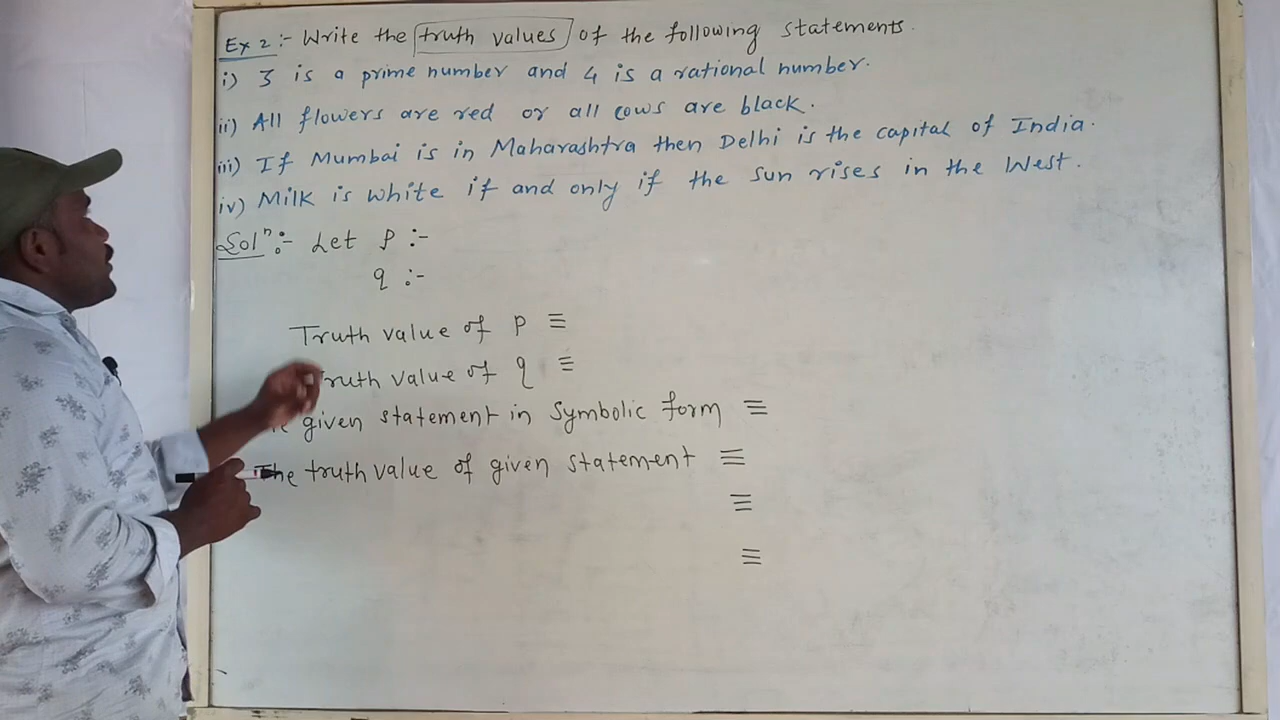 Ex 2 :- Write the truth values of the following statements.
i) 3 is a prime number and 4 is a rational number.
ii) All flowers are red or all cows are black.
iii) If Mumbai is in Maharashtra then Delhi is the capital of India.
iv) Milk is white if and only if the sun rises in the West.
Solⁿ :- Let p :-
q :-
Truth value of p ≡
Truth value of q ≡
given statement in symbolic form ≡
The truth value of given statement ≡
≡
≡